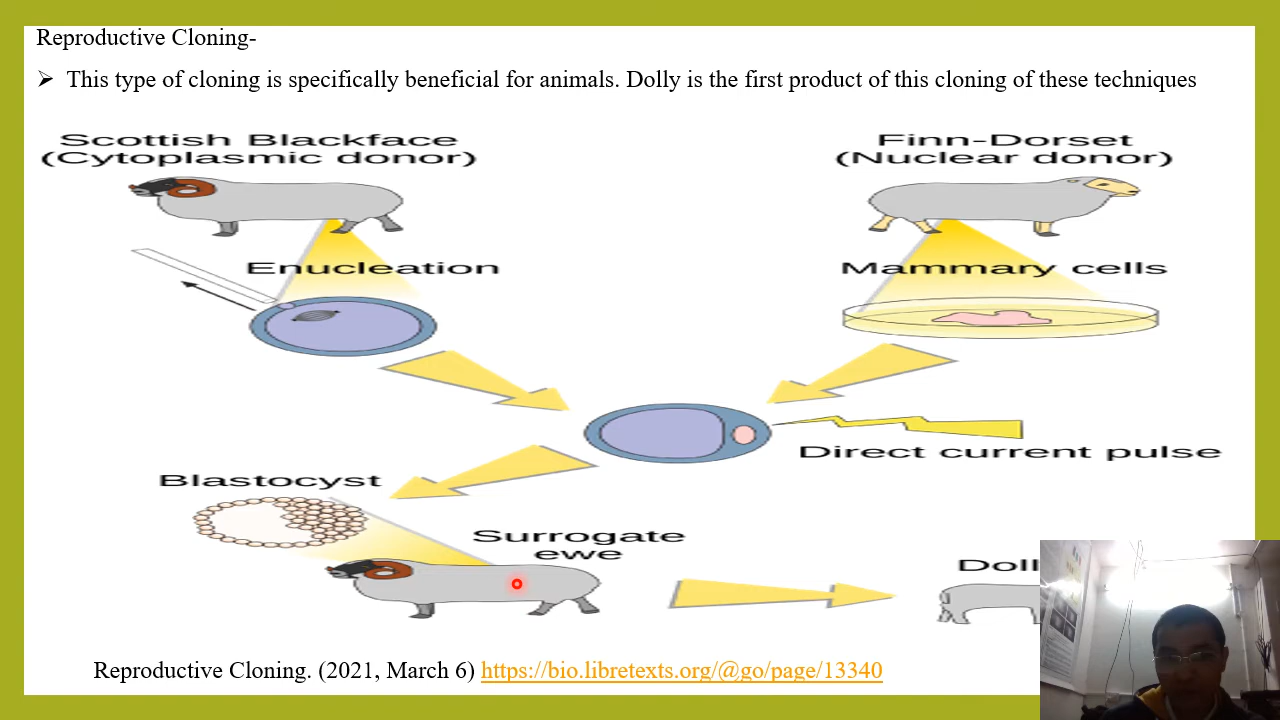 Reproductive Cloning-
➢ This type of cloning is specifically beneficial for animals. Dolly is the first product of this cloning of these techniques
Scottish Blackface
(Cytoplasmic donor)
Finn-Dorset
(Nuclear donor)
Enucleation
Mammary cells
Direct current pulse
Blastocyst
Surrogate
ewe
Doll
Reproductive Cloning. (2021, March 6) https://bio.libretexts.org/@go/page/13340